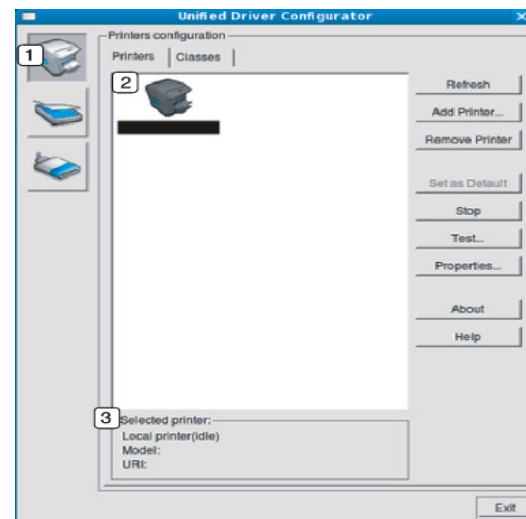 Unified Driver Configurator
1
Printers configuration
Printers Classes
2
Refresh
Add Printer...
Remove Printer
Set as Default
Stop
Test...
Properties...
About
Help
3
Selected printer:
Local printer(idle)
Model:
URI:
Exit